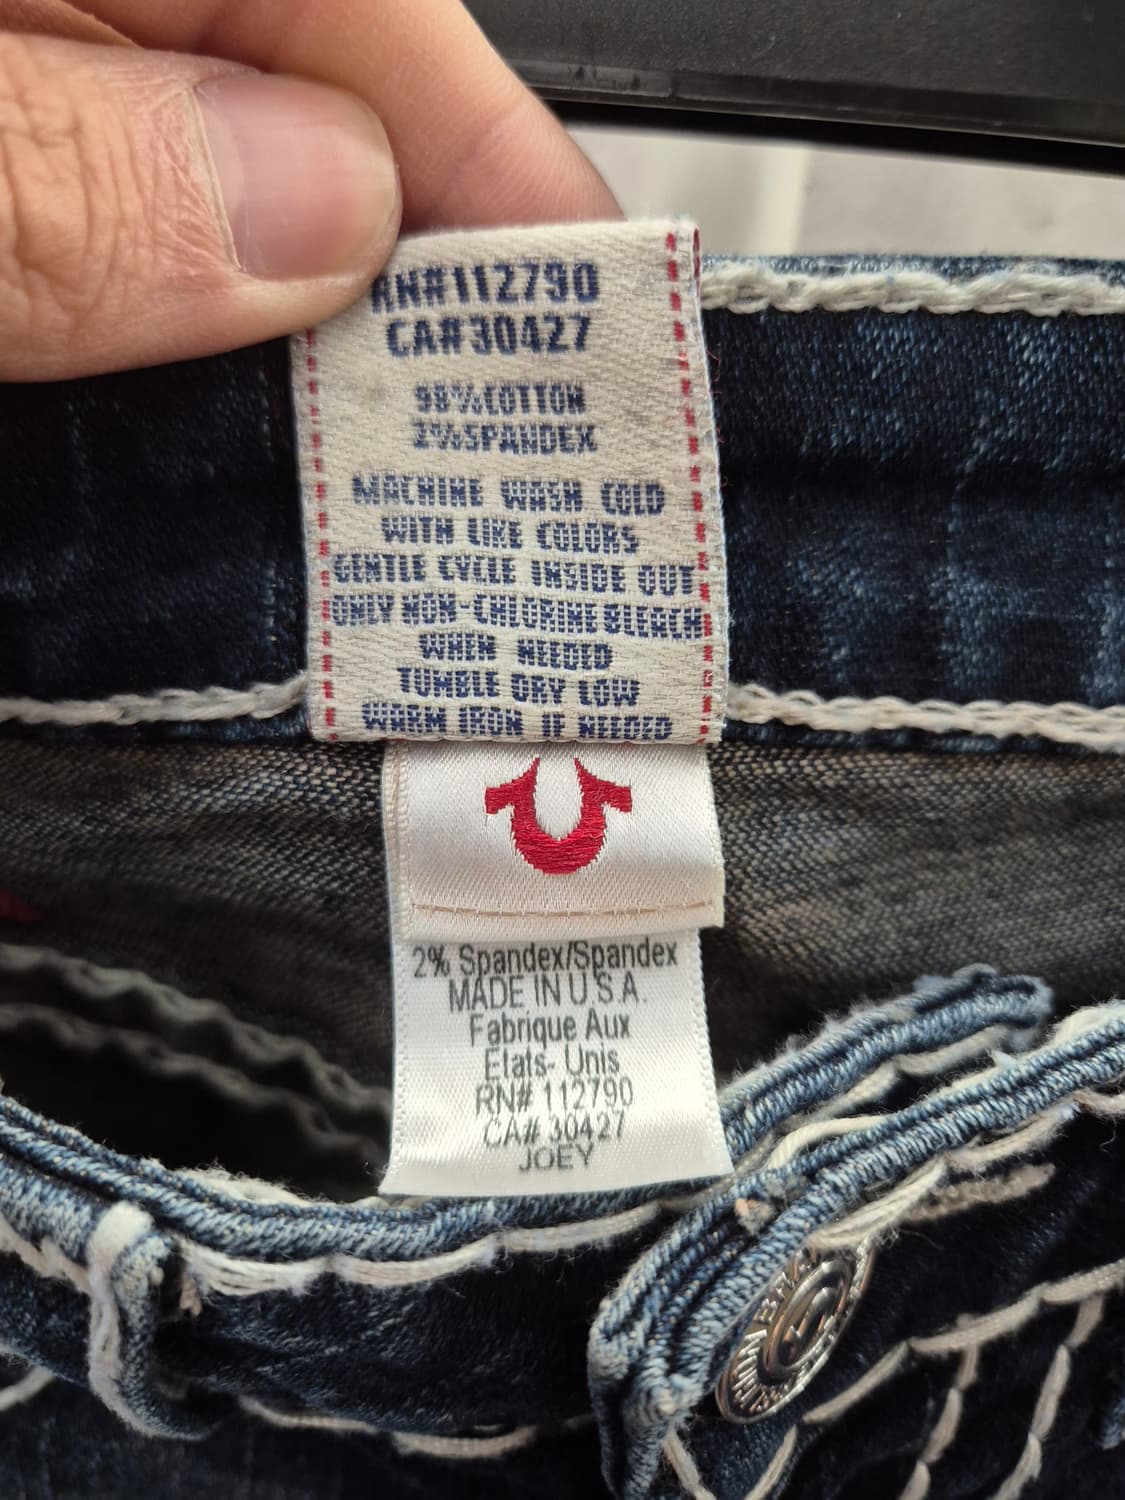 RN#112790
CA#30427
98%COTTON
2%SPANDEX
MACHINE WASH COLD
WITH LIKE COLORS
GENTLE CYCLE INSIDE OUT
ONLY NON-CHLORINE BLEACH
WHEN NEEDED
TUMBLE DRY LOW
WARM IRON IF NEEDED
2% Spandex/Spandex
MADE IN U.S.A.
Fabrique Aux
Etats- Unis
RN# 112790
CA# 30427
JOEY